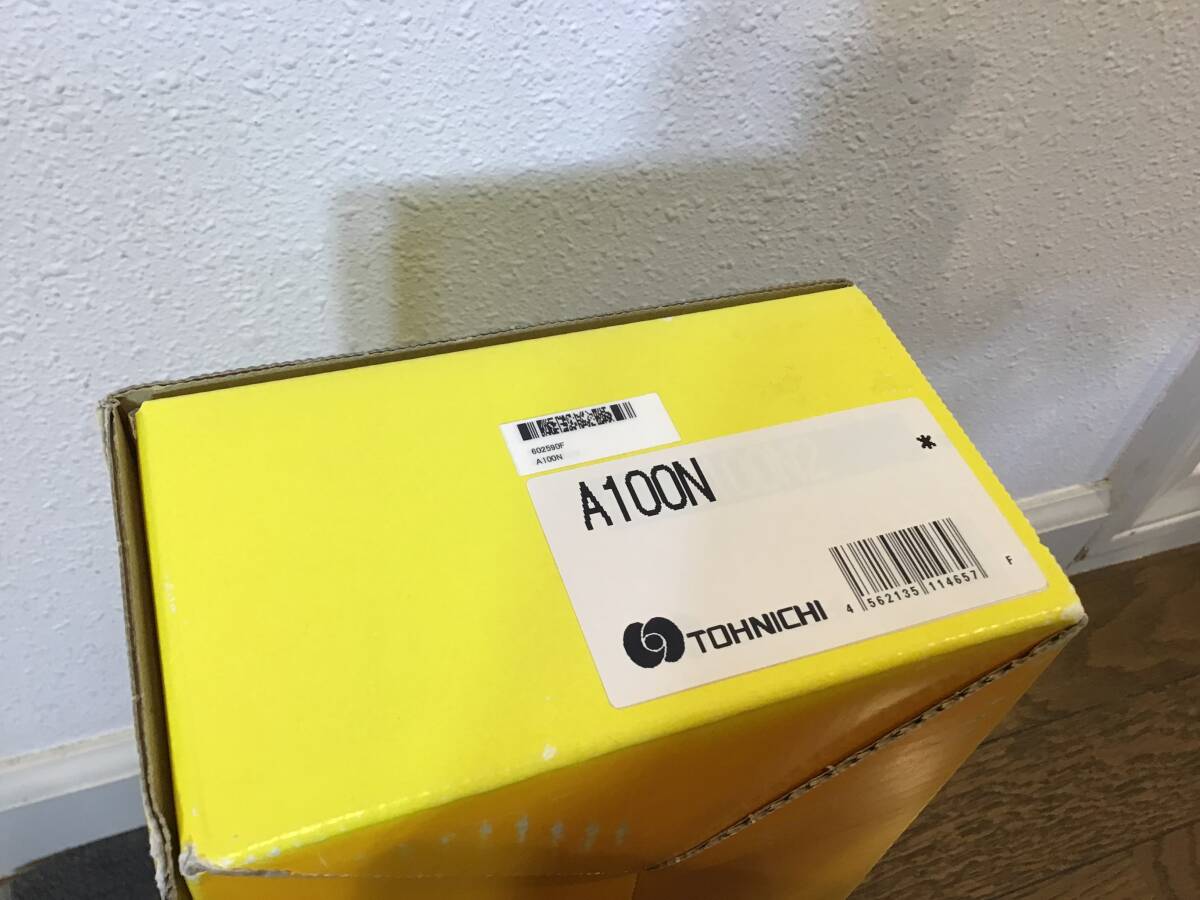 602590F
A100N
A100N
*
TOHNICHI
4 562135 114657
F